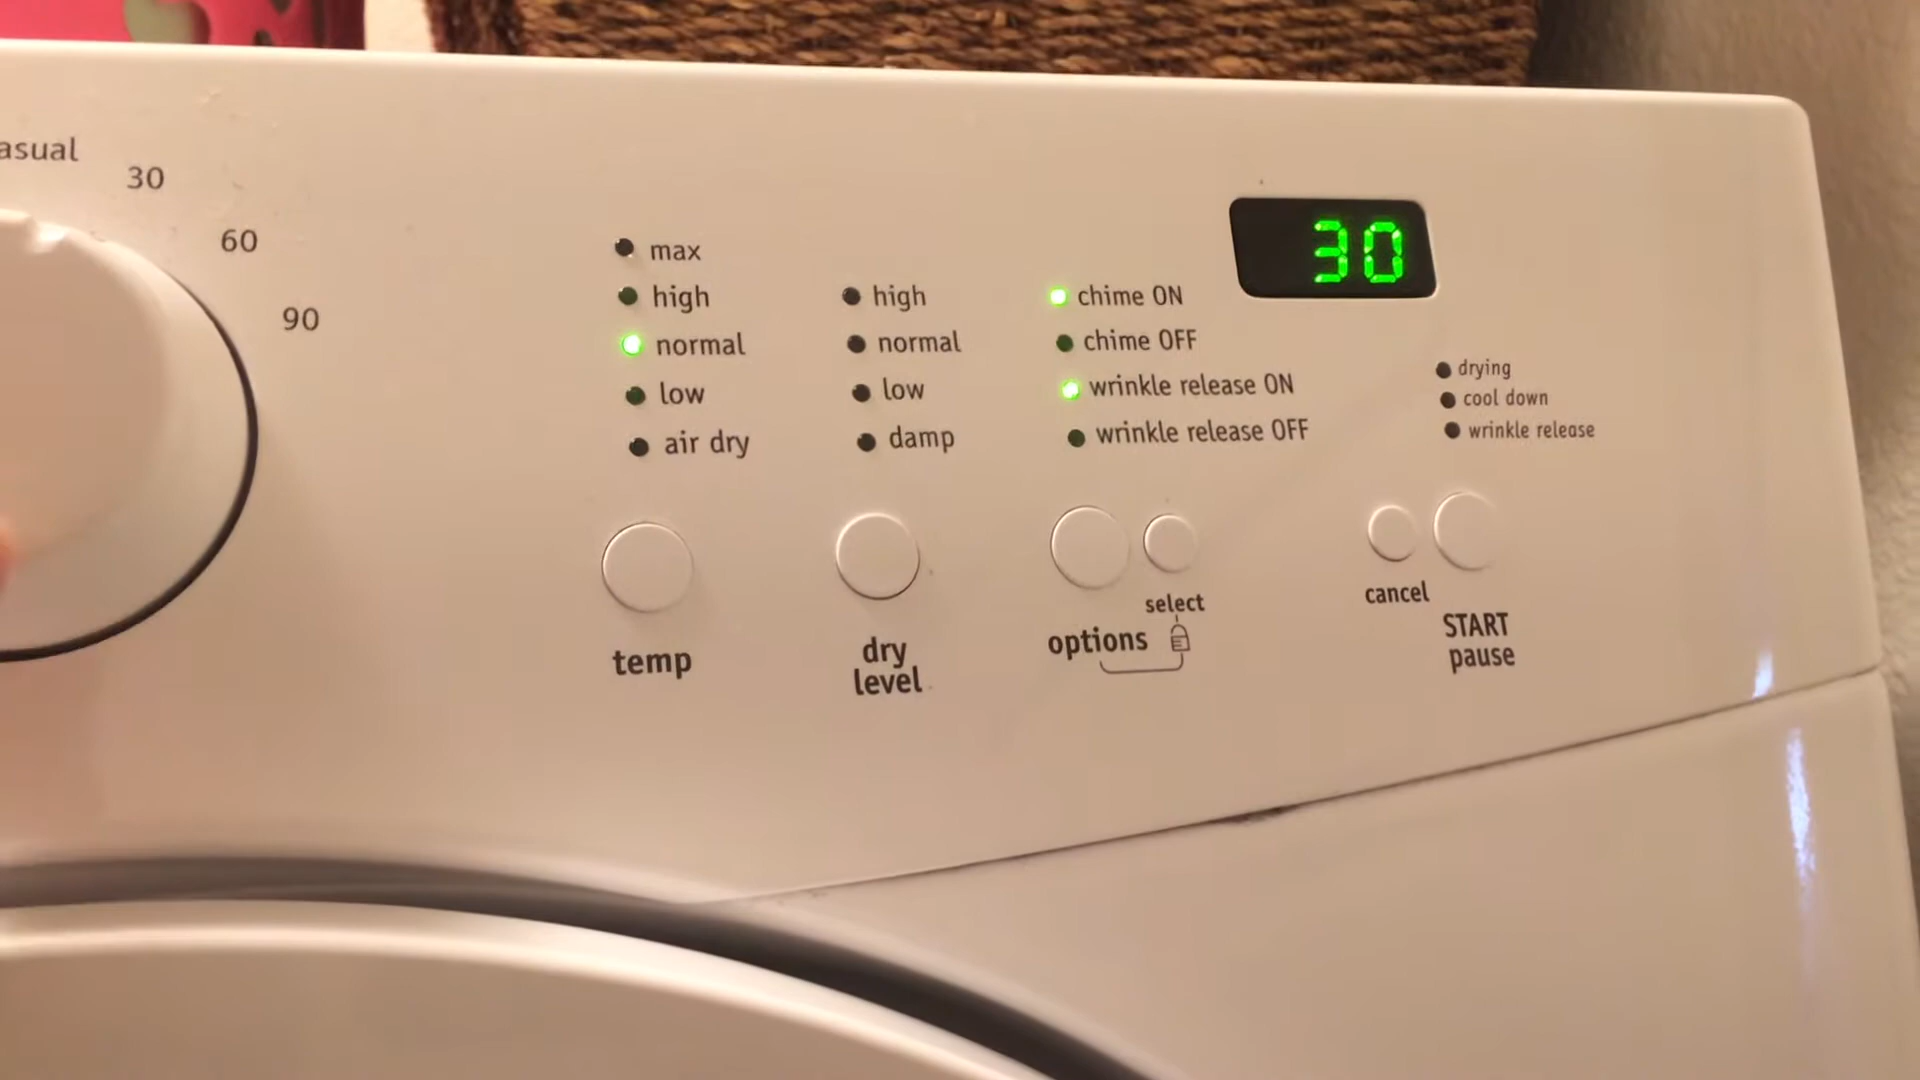 asual
30
60
90
max
high
normal
low
air dry
temp
high
normal
low
damp
dry
level
chime ON
chime OFF
wrinkle release ON
wrinkle release OFF
options
select
30
drying
cool down
wrinkle release
cancel
START
pause